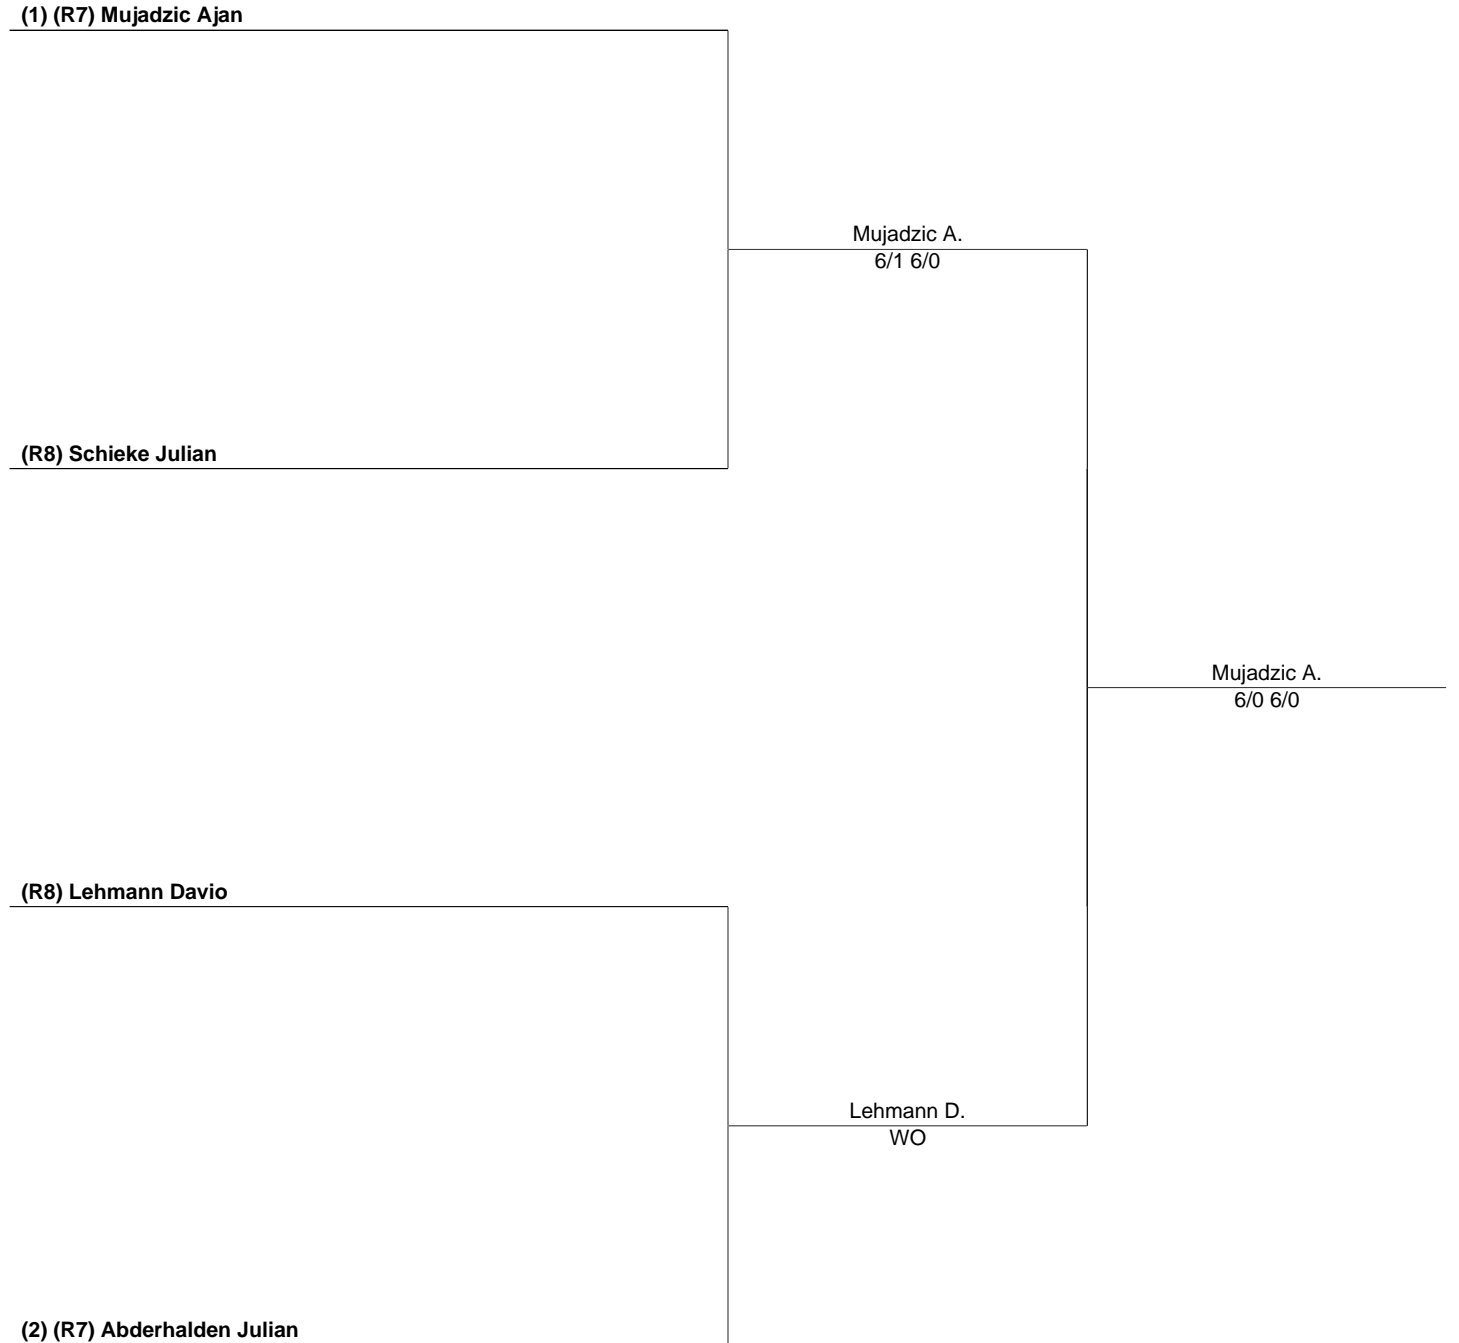 (1) (R7) Mujadzic Ajan
Mujadzic A.
6/1 6/0
(R8) Schieke Julian
Mujadzic A.
6/0 6/0
(R8) Lehmann Davio
Lehmann D.
WO
(2) (R7) Abderhalden Julian